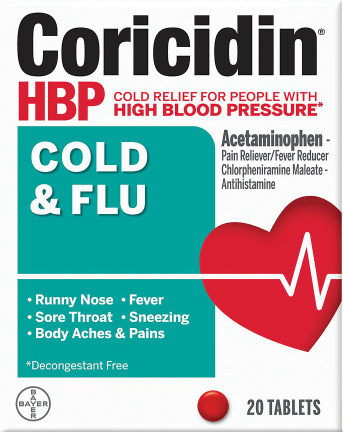 Coricidin®
HBP COLD RELIEF FOR PEOPLE WITH
HIGH BLOOD PRESSURE*
COLD
& FLU
Acetaminophen -
Pain Reliever/Fever Reducer
Chlorpheniramine Maleate -
Antihistamine
• Runny Nose • Fever
• Sore Throat • Sneezing
• Body Aches & Pains
*Decongestant Free
BAYER
BAYER
20 TABLETS